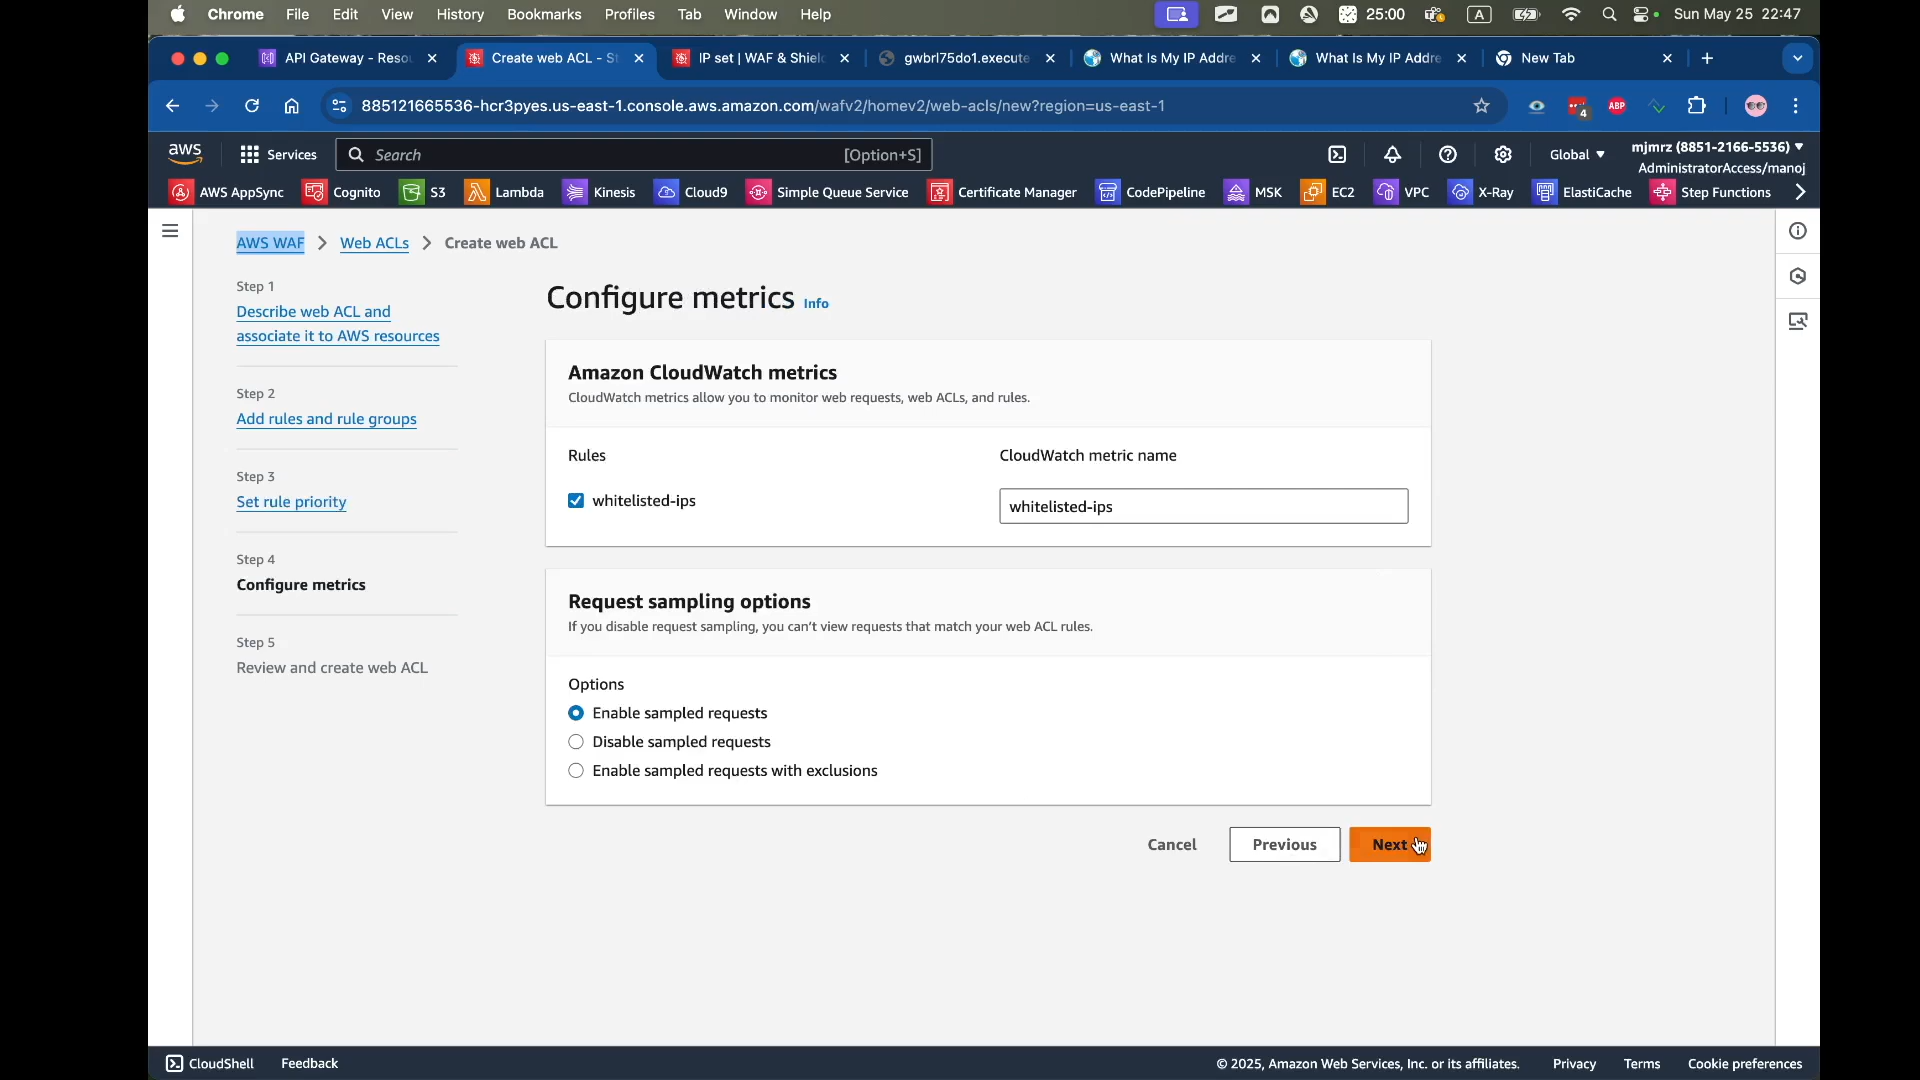 Chrome File Edit View History Bookmarks Profiles Tab Window Help 25:00 A Sun May 25 22:47
API Gateway - Resou Create web ACL - St IP set | WAF & Shield gwbrl75do1.execute What Is My IP Addre What Is My IP Addre New Tab
885121665536-hcr3pyes.us-east-1.console.aws.amazon.com/wafv2/homev2/web-acls/new?region=us-east-1 4 ABP
aws Services Search [Option+S] Global mjmrz (8851-2166-5536)
AdministratorAccess/manoj
AWS AppSync Cognito S3 Lambda Kinesis Cloud9 Simple Queue Service Certificate Manager CodePipeline MSK EC2 VPC X-Ray ElastiCache Step Functions
AWS WAF Web ACLs Create web ACL
Step 1
Describe web ACL and
associate it to AWS resources
Step 2
Add rules and rule groups
Step 3
Set rule priority
Step 4
Configure metrics
Step 5
Review and create web ACL
Configure metrics Info
Amazon CloudWatch metrics
CloudWatch metrics allow you to monitor web requests, web ACLs, and rules.
Rules CloudWatch metric name
whitelisted-ips whitelisted-ips
Request sampling options
If you disable request sampling, you can't view requests that match your web ACL rules.
Options
Enable sampled requests
Disable sampled requests
Enable sampled requests with exclusions
Cancel Previous Next
CloudShell Feedback © 2025, Amazon Web Services, Inc. or its affiliates. Privacy Terms Cookie preferences